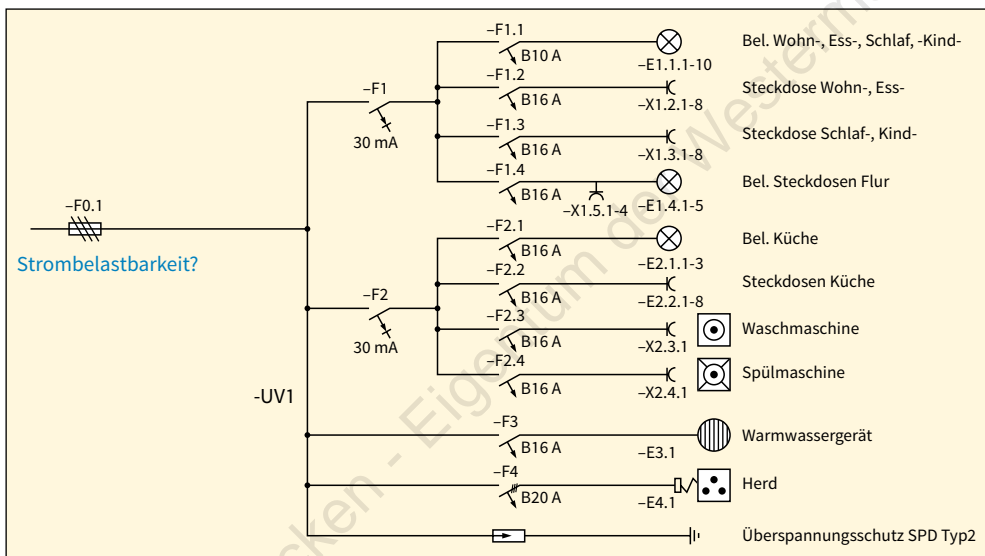 –F1.1
B10 A
–E1.1.1-10
Bel. Wohn-, Ess-, Schlaf, -Kind-
–F1.2
B16 A
–X1.2.1-8
Steckdose Wohn-, Ess-
–F1
30 mA
–F1.3
B16 A
–X1.3.1-8
Steckdose Schlaf-, Kind-
–F1.4
B16 A
–X1.5.1-4
–E1.4.1-5
Bel. Steckdosen Flur
–F0.1
Strombelastbarkeit?
–F2.1
B16 A
–E2.1.1-3
Bel. Küche
–F2.2
B16 A
–E2.2.1-8
Steckdosen Küche
–F2
30 mA
–F2.3
B16 A
–X2.3.1
Waschmaschine
–F2.4
B16 A
–X2.4.1
Spülmaschine
-UV1
–F3
B16 A
–E3.1
Warmwassergerät
–F4
B20 A
–E4.1
Herd
Überspannungsschutz SPD Typ2
cken - Eigentum der Westerm